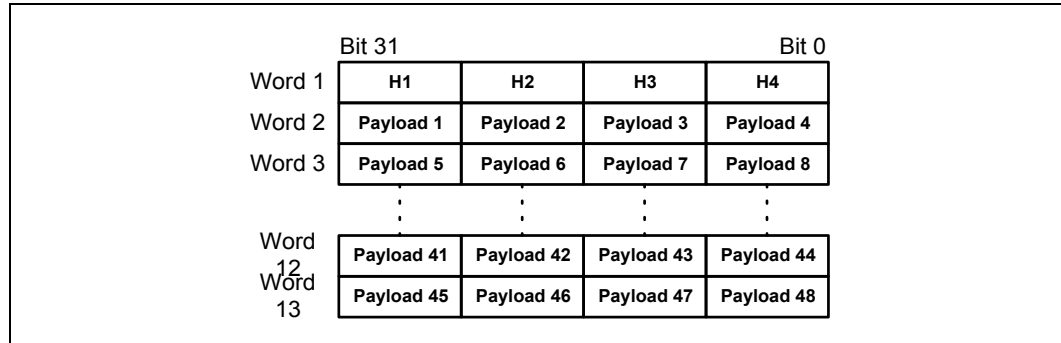 Bit 31 Bit 0
Word 1 H1 H2 H3 H4
Word 2 Payload 1 Payload 2 Payload 3 Payload 4
Word 3 Payload 5 Payload 6 Payload 7 Payload 8
Word 12 Payload 41 Payload 42 Payload 43 Payload 44
Word 13 Payload 45 Payload 46 Payload 47 Payload 48